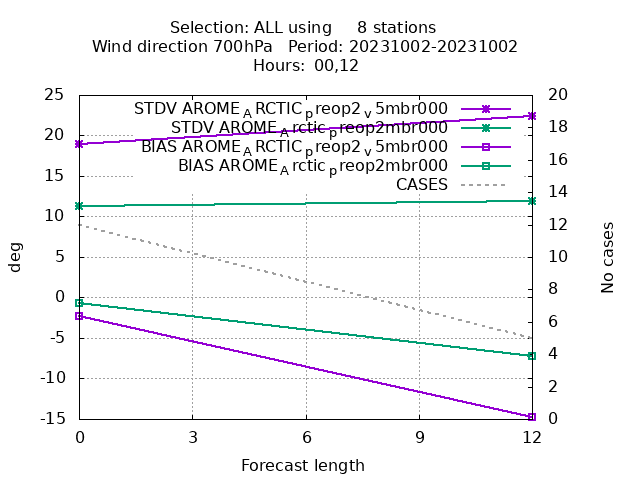 Selection: ALL using 8 stations
Wind direction 700hPa Period: 20231002-20231002
Hours: 00,12
STDV AROME_ARCTIC_preop2_v5mbr000
STDV AROME_Arctic_preop2mbr000
BIAS AROME_ARCTIC_preop2_v5mbr000
BIAS AROME_Arctic_preop2mbr000
CASES
deg
25
20
15
10
5
0
-5
-10
-15
No cases
20
18
16
14
12
10
8
6
4
2
0
0 3 6 9 12
Forecast length